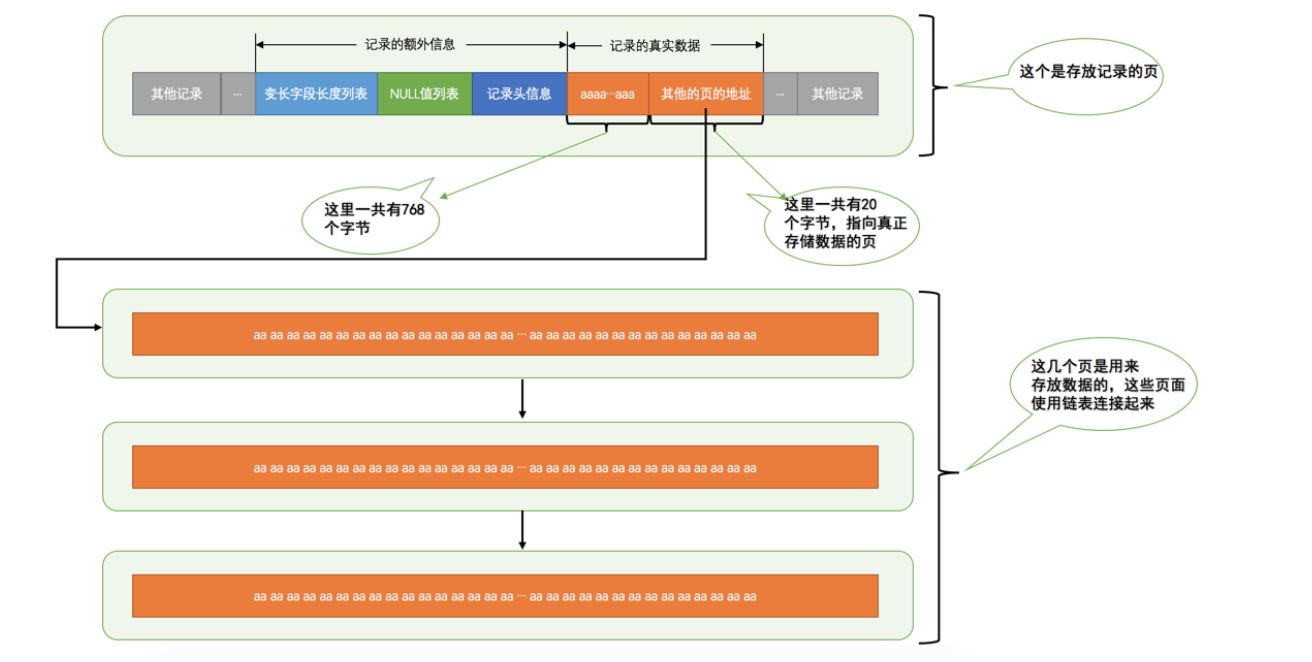 记录的额外信息
记录的真实数据
其他记录
...
变长字段长度列表
NULL值列表
记录头信息
aaaa...aaa
其他的页的地址
...
其他记录
这个是存放记录的页
这里一共有768
个字节
这里一共有20
个字节，指向真正
存储数据的页
aa aa aa aa aa aa aa aa aa aa aa aa aa aa aa aa ... aa aa aa aa aa aa aa aa aa aa aa aa aa aa
这几个页是用来
存放数据的，这些页面
使用链表连接起来
aa aa aa aa aa aa aa aa aa aa aa aa aa aa aa aa ... aa aa aa aa aa aa aa aa aa aa aa aa aa aa
aa aa aa aa aa aa aa aa aa aa aa aa aa aa aa aa ... aa aa aa aa aa aa aa aa aa aa aa aa aa aa